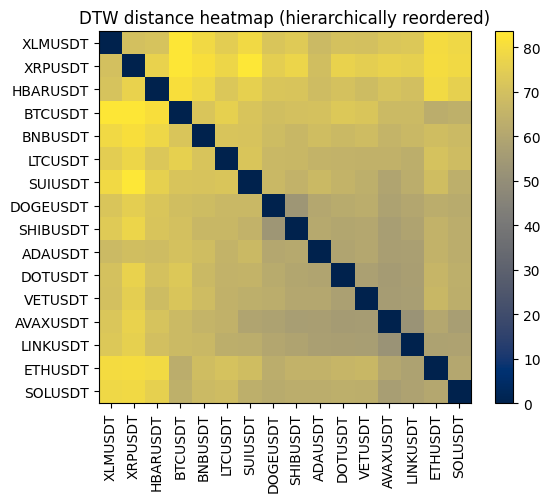 DTW distance heatmap (hierarchically reordered)
XLMUSDT
XRPUSDT
HBARUSDT
BTCUSDT
BNBUSDT
LTCUSDT
SUIUSDT
DOGEUSDT
SHIBUSDT
ADAUSDT
DOTUSDT
VETUSDT
AVAXUSDT
LINKUSDT
ETHUSDT
SOLUSDT
XLMUSDT
XRPUSDT
HBARUSDT
BTCUSDT
BNBUSDT
LTCUSDT
SUIUSDT
DOGEUSDT
SHIBUSDT
ADAUSDT
DOTUSDT
VETUSDT
AVAXUSDT
LINKUSDT
ETHUSDT
SOLUSDT
80
70
60
50
40
30
20
10
0